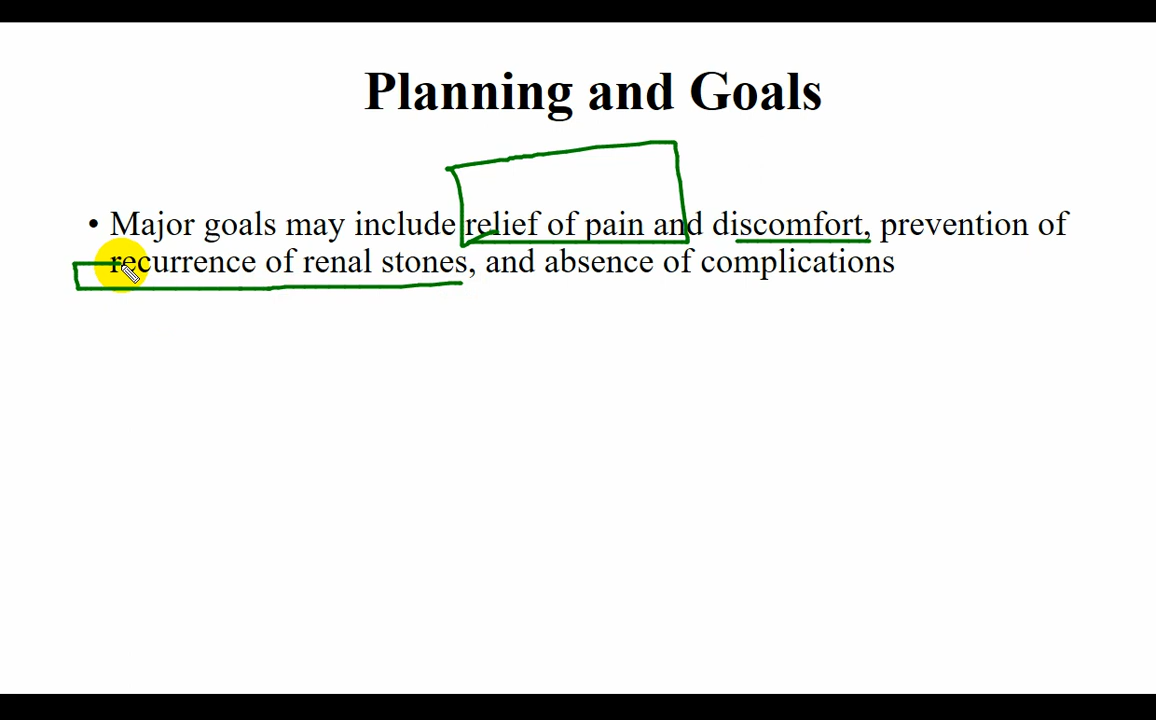 Planning and Goals
• Major goals may include relief of pain and discomfort, prevention of
recurrence of renal stones, and absence of complications